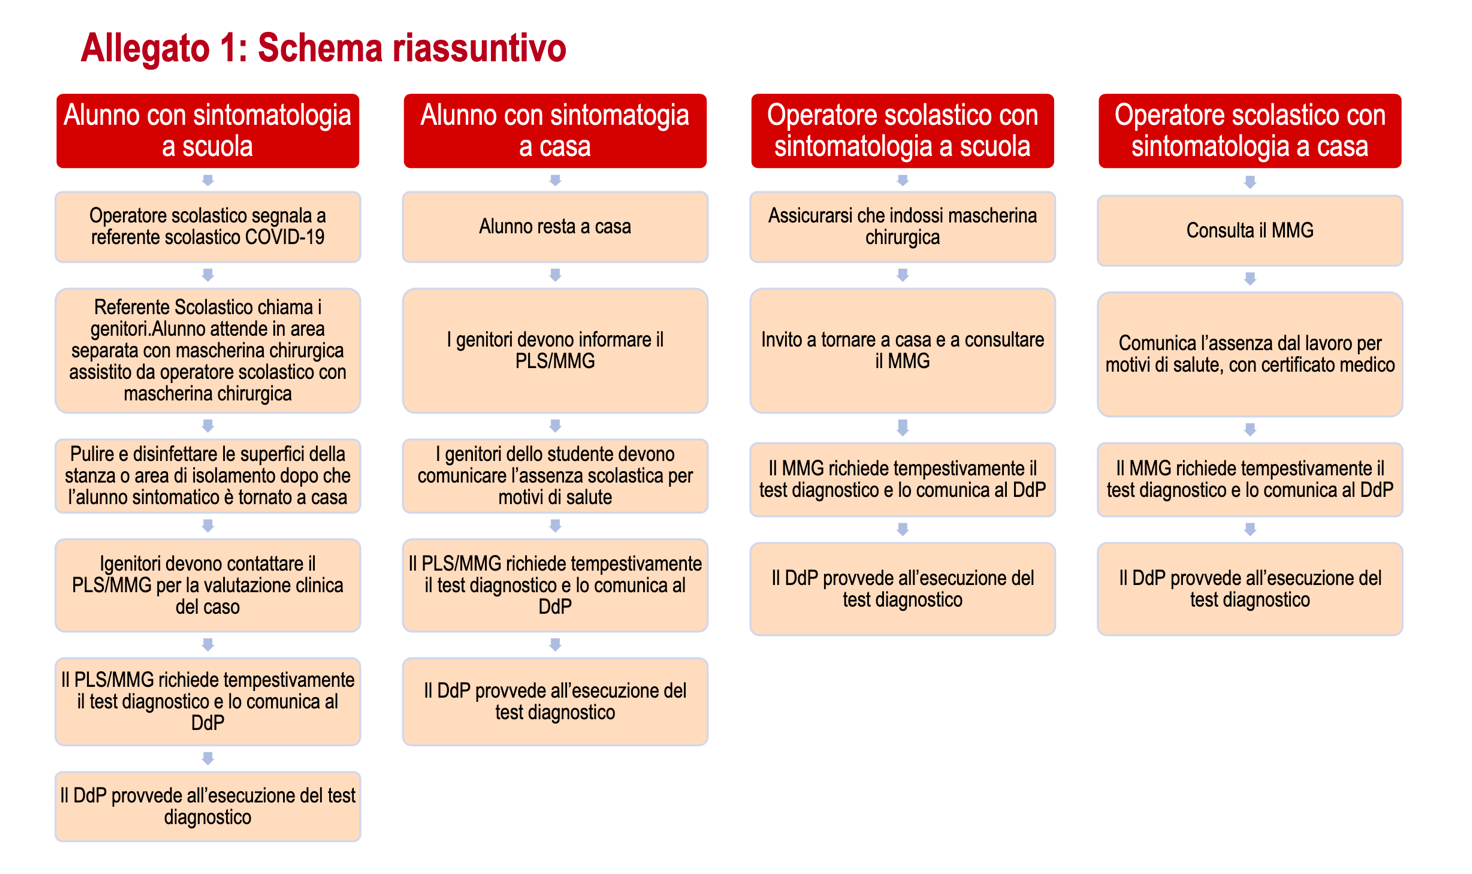 Allegato 1: Schema riassuntivo
Alunno con sintomatologia
a scuola
Operatore scolastico segnala a
referente scolastico COVID-19
Referente Scolastico chiama i
genitori.Alunno attende in area
separata con mascherina chirurgica
assistito da operatore scolastico con
mascherina chirurgica
Pulire e disinfettare le superfici della
stanza o area di isolamento dopo che
l’alunno sintomatico è tornato a casa
Igenitori devono contattare il
PLS/MMG per la valutazione clinica
del caso
Il PLS/MMG richiede tempestivamente
il test diagnostico e lo comunica al
DdP
Il DdP provvede all’esecuzione del test
diagnostico
Alunno con sintomatogia
a casa
Alunno resta a casa
I genitori devono informare il
PLS/MMG
I genitori dello studente devono
comunicare l’assenza scolastica per
motivi di salute
Il PLS/MMG richiede tempestivamente
il test diagnostico e lo comunica al
DdP
Il DdP provvede all’esecuzione del
test diagnostico
Operatore scolastico con
sintomatologia a scuola
Assicurarsi che indossi mascherina
chirurgica
Invito a tornare a casa e a consultare
il MMG
Il MMG richiede tempestivamente il
test diagnostico e lo comunica al DdP
Il DdP provvede all’esecuzione del
test diagnostico
Operatore scolastico con
sintomatologia a casa
Consulta il MMG
Comunica l’assenza dal lavoro per
motivi di salute, con certificato medico
Il MMG richiede tempestivamente il
test diagnostico e lo comunica al DdP
Il DdP provvede all’esecuzione del
test diagnostico